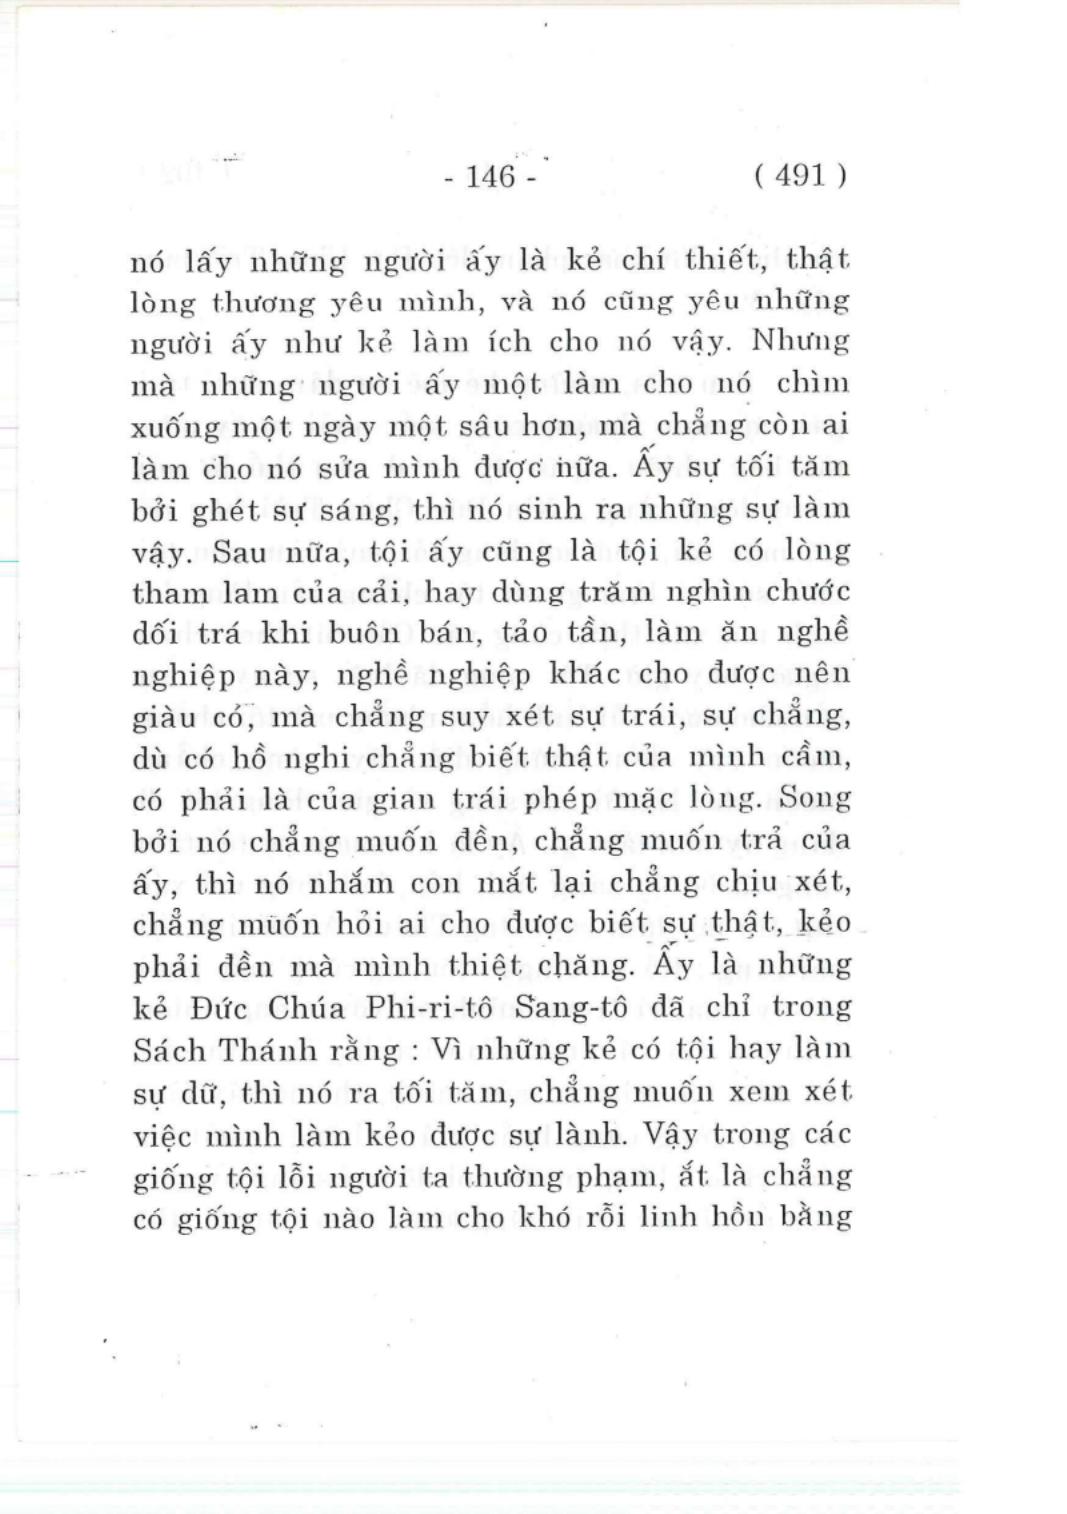 - 146 - ( 491 )
nó lấy những người ấy là kẻ chí thiết, thật
lòng thương yêu mình, và nó cũng yêu những
người ấy như kẻ làm ích cho nó vậy. Nhưng
mà những người ấy một làm cho nó chìm
xuống một ngày một sâu hơn, mà chẳng còn ai
làm cho nó sửa mình được nữa. Ấy sự tối tăm
bởi ghét sự sáng, thì nó sinh ra những sự làm
vậy. Sau nữa, tội ấy cũng là tội kẻ có lòng
tham lam của cải, hay dùng trăm nghìn chước
dối trá khi buôn bán, tảo tần, làm ăn nghề
nghiệp này, nghề nghiệp khác cho được nên
giàu có, mà chẳng suy xét sự trái, sự chẳng,
dù có hồ nghi chẳng biết thật của mình cầm,
có phải là của gian trái phép mặc lòng. Song
bởi nó chẳng muốn đền, chẳng muốn trả của
ấy, thì nó nhắm con mắt lại chẳng chịu xét,
chẳng muốn hỏi ai cho được biết sự thật, kẻo
phải đền mà mình thiệt chăng. Ấy là những
kẻ Đức Chúa Phi-ri-tô Sang-tô đã chỉ trong
Sách Thánh rằng : Vì những kẻ có tội hay làm
sự dữ, thì nó ra tối tăm, chẳng muốn xem xét
việc mình làm kẻo được sự lành. Vậy trong các
giống tội lỗi người ta thường phạm, ắt là chẳng
có giống tội nào làm cho khó rỗi linh hồn bằng